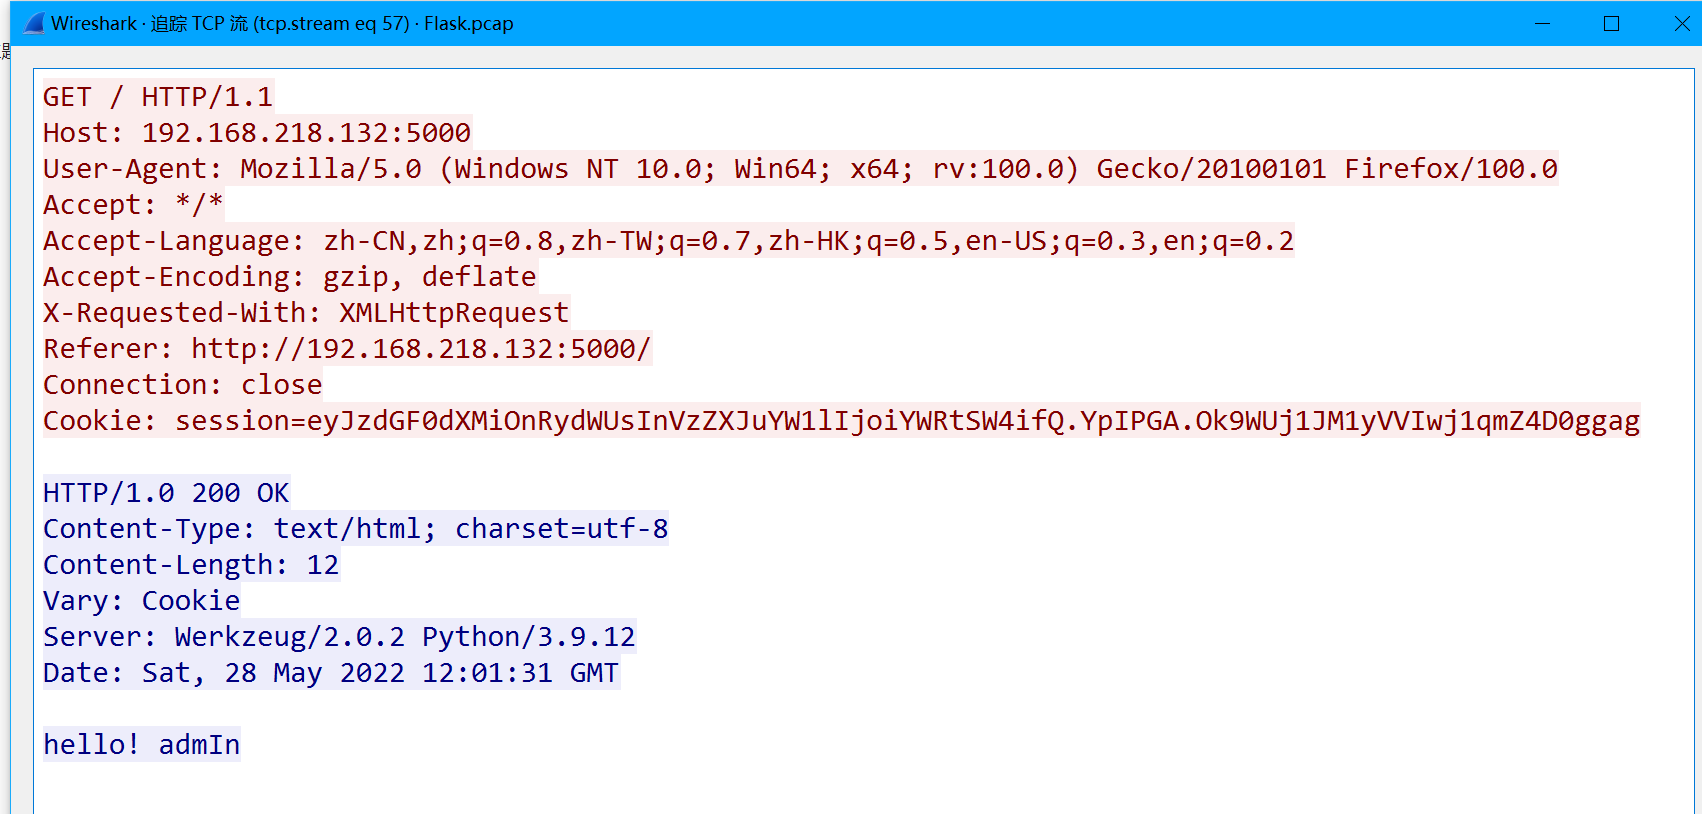 Wireshark · 追踪 TCP 流 (tcp.stream eq 57) · Flask.pcap
GET / HTTP/1.1
Host: 192.168.218.132:5000
User-Agent: Mozilla/5.0 (Windows NT 10.0; Win64; x64; rv:100.0) Gecko/20100101 Firefox/100.0
Accept: */*
Accept-Language: zh-CN,zh;q=0.8,zh-TW;q=0.7,zh-HK;q=0.5,en-US;q=0.3,en;q=0.2
Accept-Encoding: gzip, deflate
X-Requested-With: XMLHttpRequest
Referer: http://192.168.218.132:5000/
Connection: close
Cookie: session=eyJzdGF0dXMiOnRydWUsInVzZXJuYW1lIjoiYWRtSW4ifQ.YpIPGA.Ok9WUj1JM1yVVIwj1qmZ4D0ggag
HTTP/1.0 200 OK
Content-Type: text/html; charset=utf-8
Content-Length: 12
Vary: Cookie
Server: Werkzeug/2.0.2 Python/3.9.12
Date: Sat, 28 May 2022 12:01:31 GMT
hello! admIn